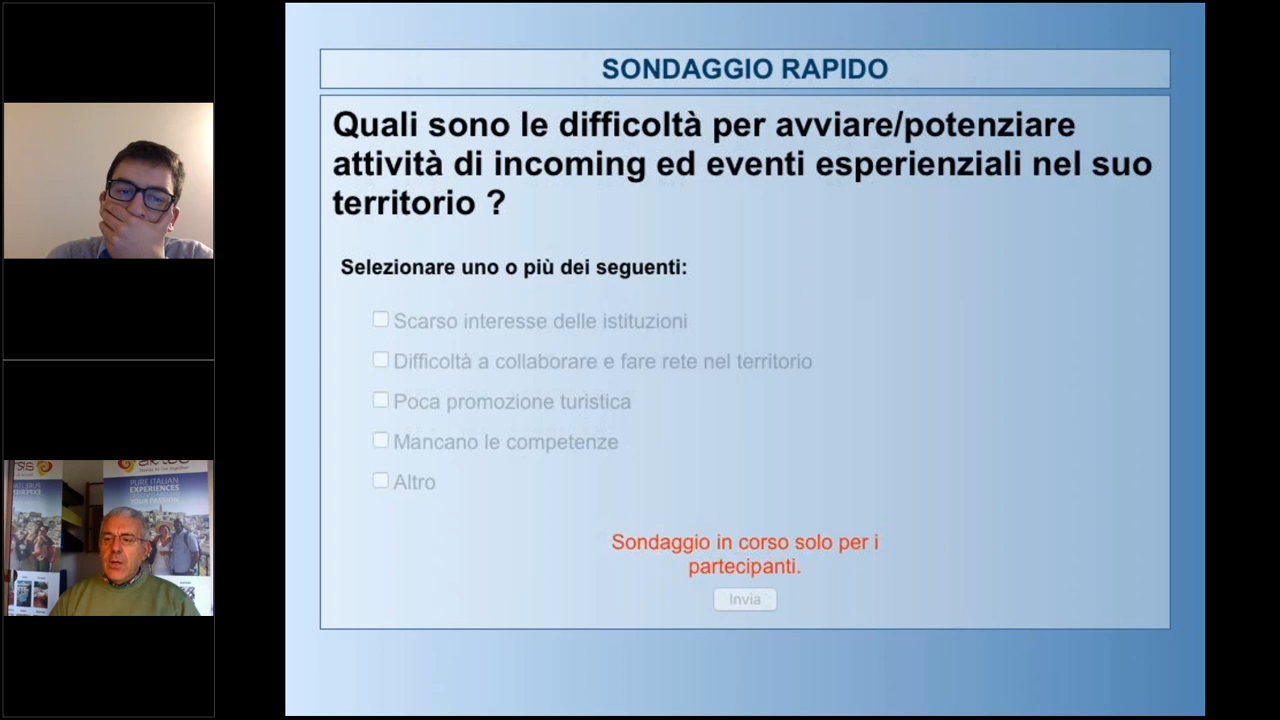 SONDAGGIO RAPIDO
Quali sono le difficoltà per avviare/potenziare
attività di incoming ed eventi esperienziali nel suo
territorio ?
Selezionare uno o più dei seguenti:
Scarso interesse delle istituzioni
Difficoltà a collaborare e fare rete nel territorio
Poca promozione turistica
Mancano le competenze
Altro
Sondaggio in corso solo per i
partecipanti.
Invia
PURE ITALIAN
EXPERIENCES
YOUR PASSION